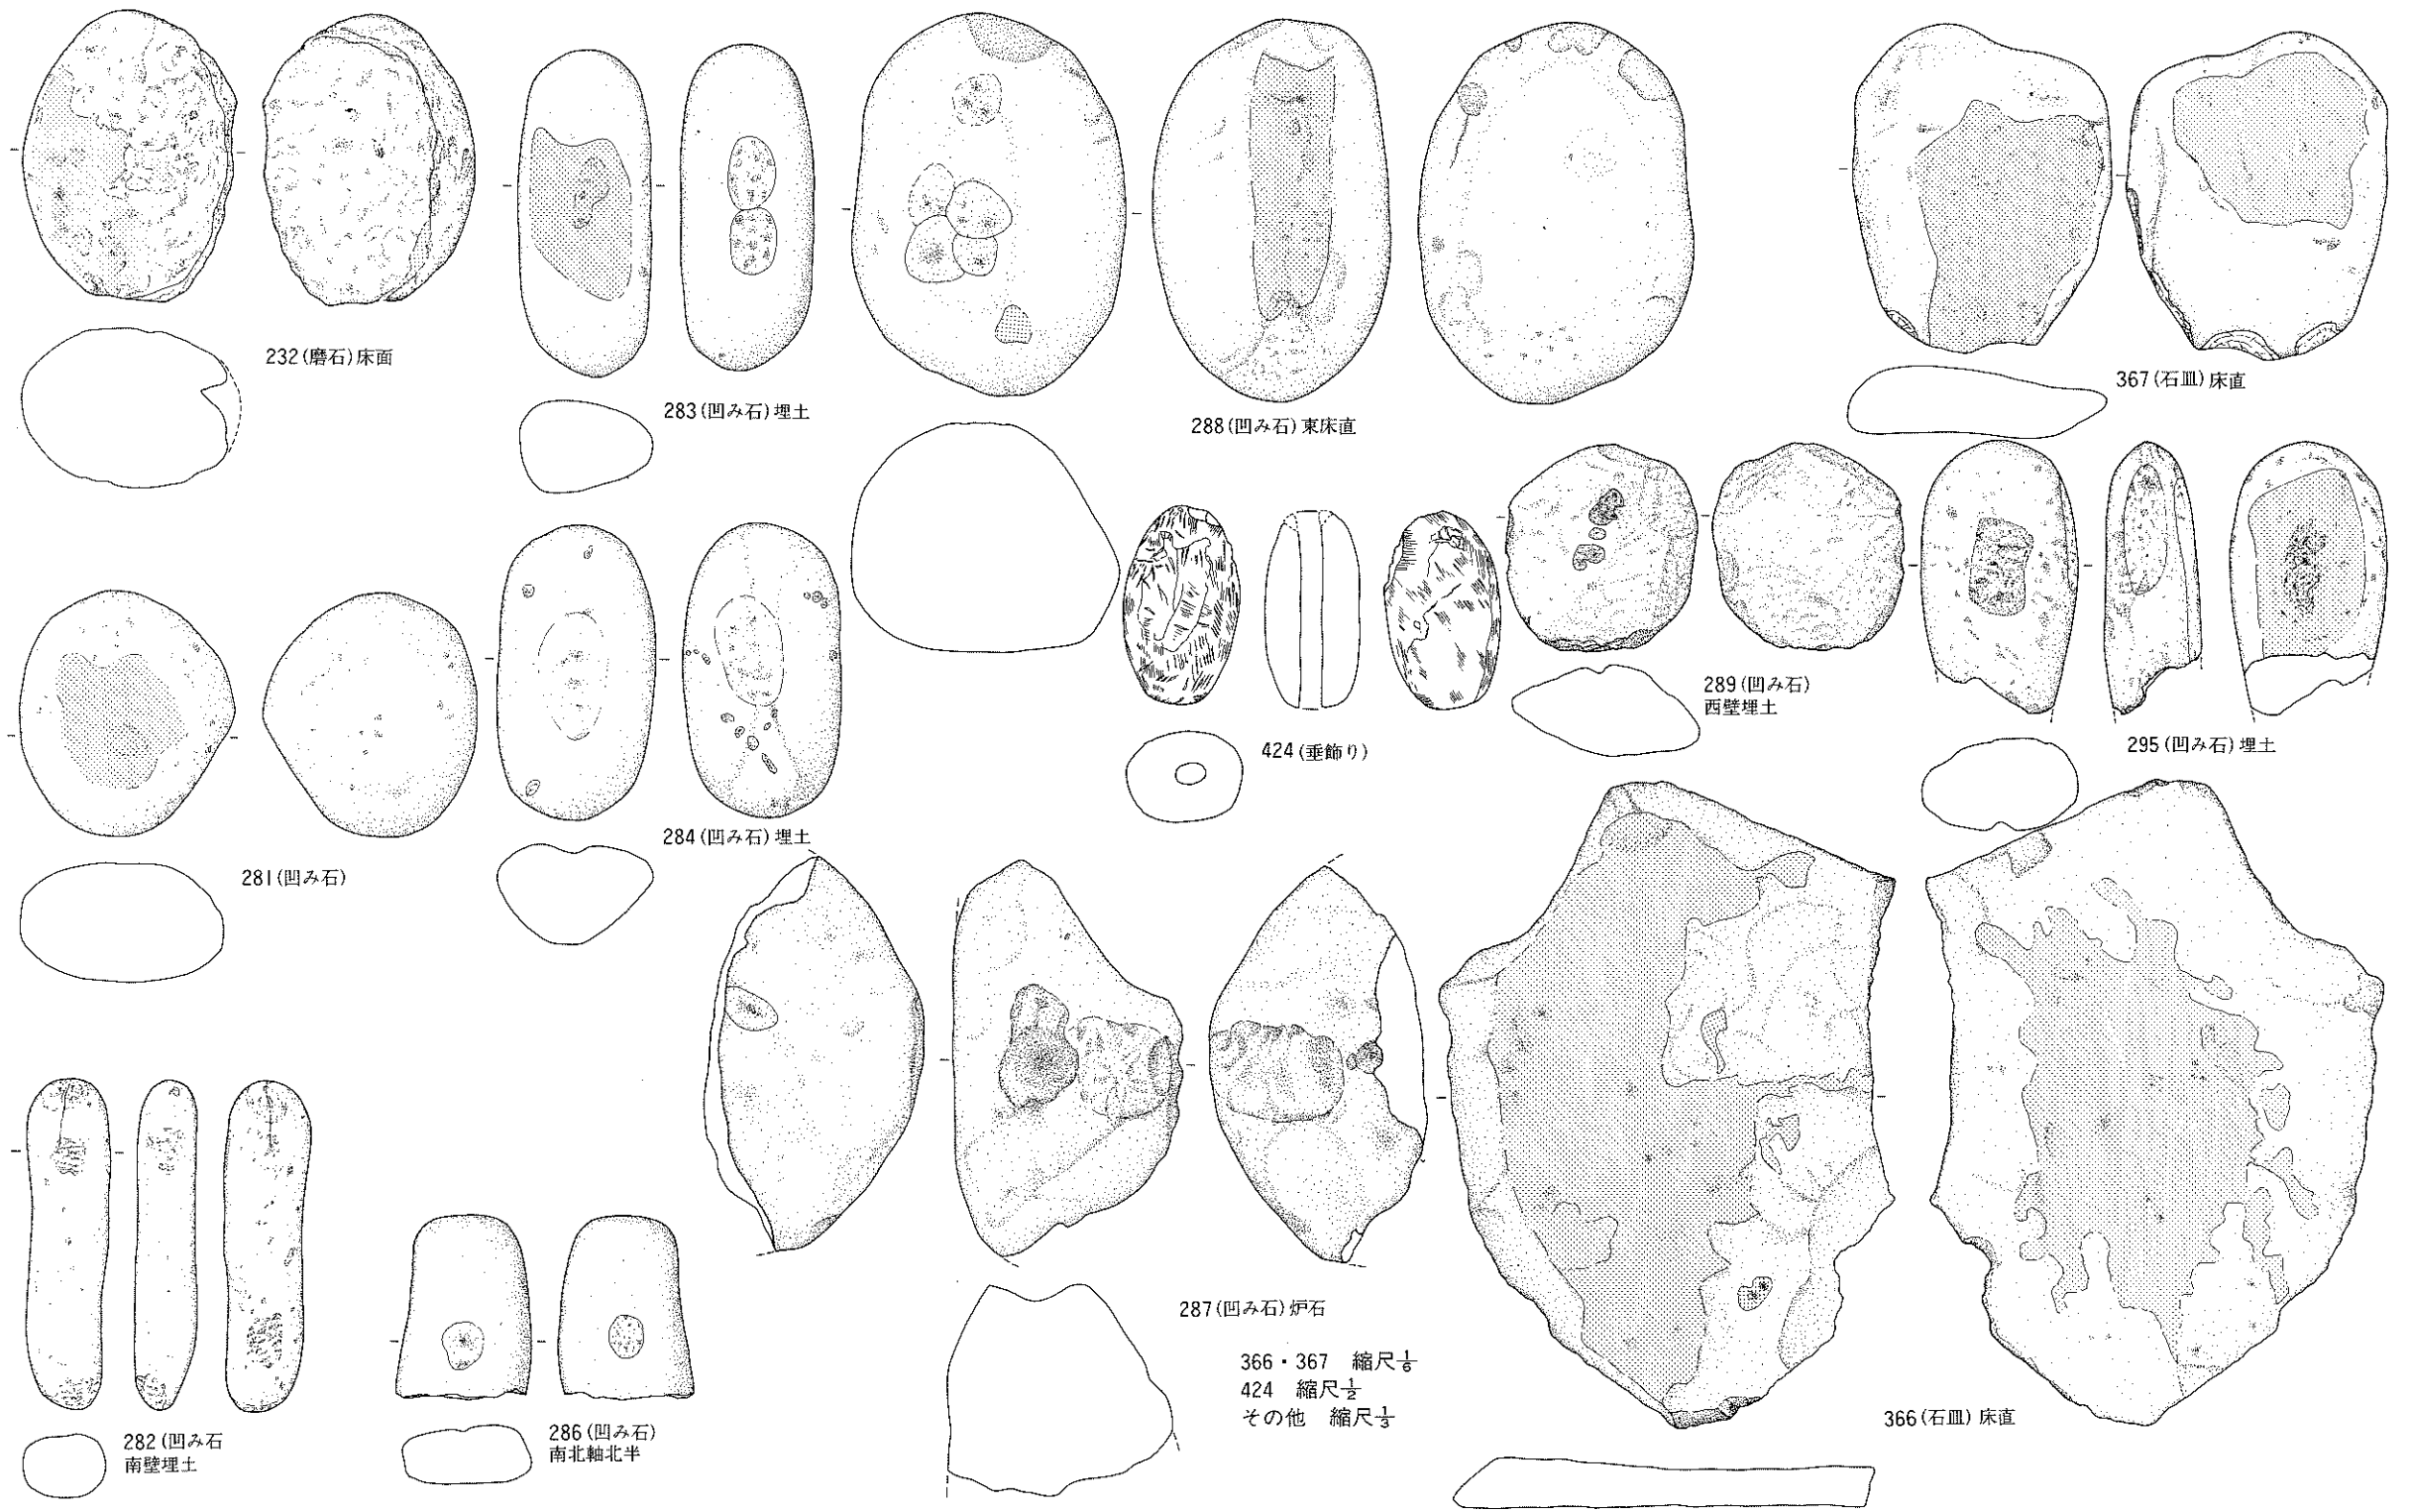 232(磨石)床面
283(凹み石)埋土
288(凹み石)東床直
367(石皿)床直
281(凹み石)
284(凹み石)埋土
424(垂飾り)
289(凹み石)
西壁埋土
295(凹み石)埋土
282(凹み石
南壁埋土
286(凹み石)
南北軸北半
287(凹み石)炉石
366・367 縮尺1/6
424 縮尺1/2
その他 縮尺1/3
366(石皿)床直